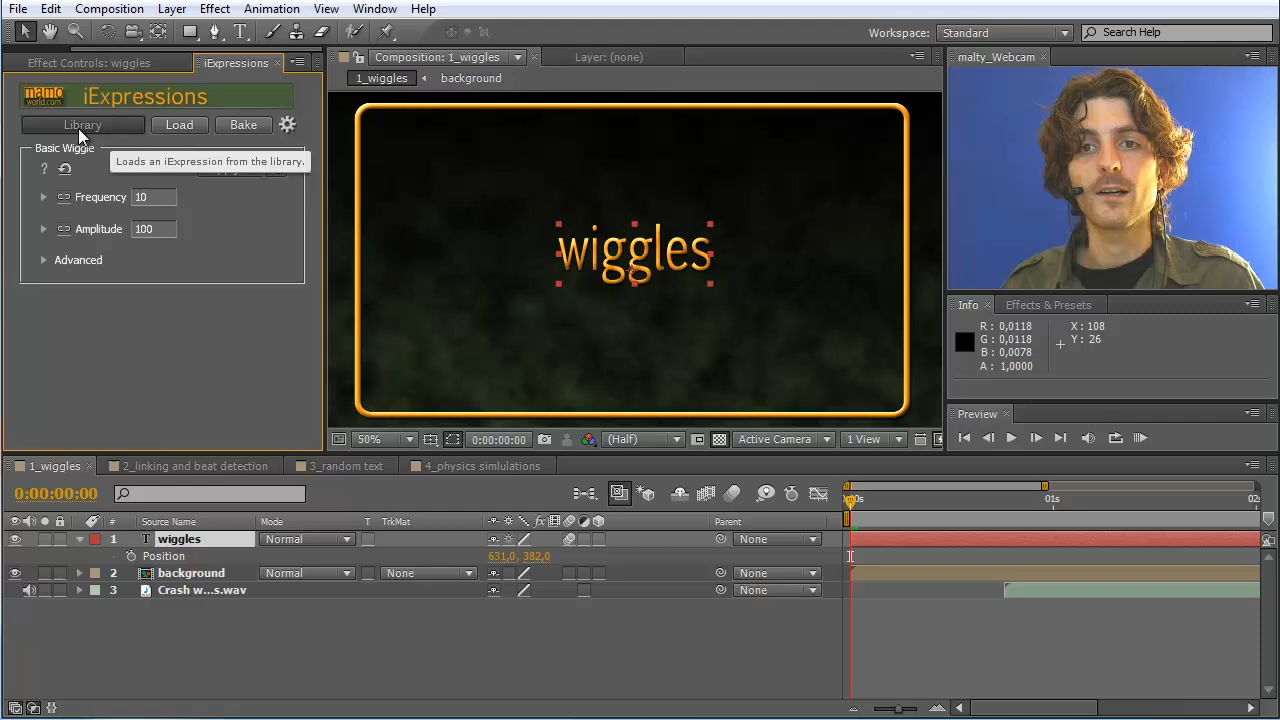 File Edit Composition Layer Effect Animation View Window Help
Workspace: Standard Search Help
Effect Controls: wiggles iExpressions
Composition: 1_wiggles Layer: (none)
malty_Webcam
1_wiggles background
mamo world.com iExpressions
Library Load Bake
Basic Wiggle
Loads an iExpression from the library.
?
Frequency 10
Amplitude 100
Advanced
wiggles
Info Effects & Presets
R: 0,0118 X: 108
G: 0,0118 Y: 26
B: 0,0078
A: 1,0000
Preview
50% 0:00:00:00 (Half) Active Camera 1 View
1_wiggles 2_linking and beat detection 3_random text 4_physics simlulations
0:00:00:00
01s 02s
# Source Name Mode T TrkMat fx Parent
1 T wiggles Normal None
Position 631,0, 382,0
2 background Normal None None
3 Crash w...s.wav None